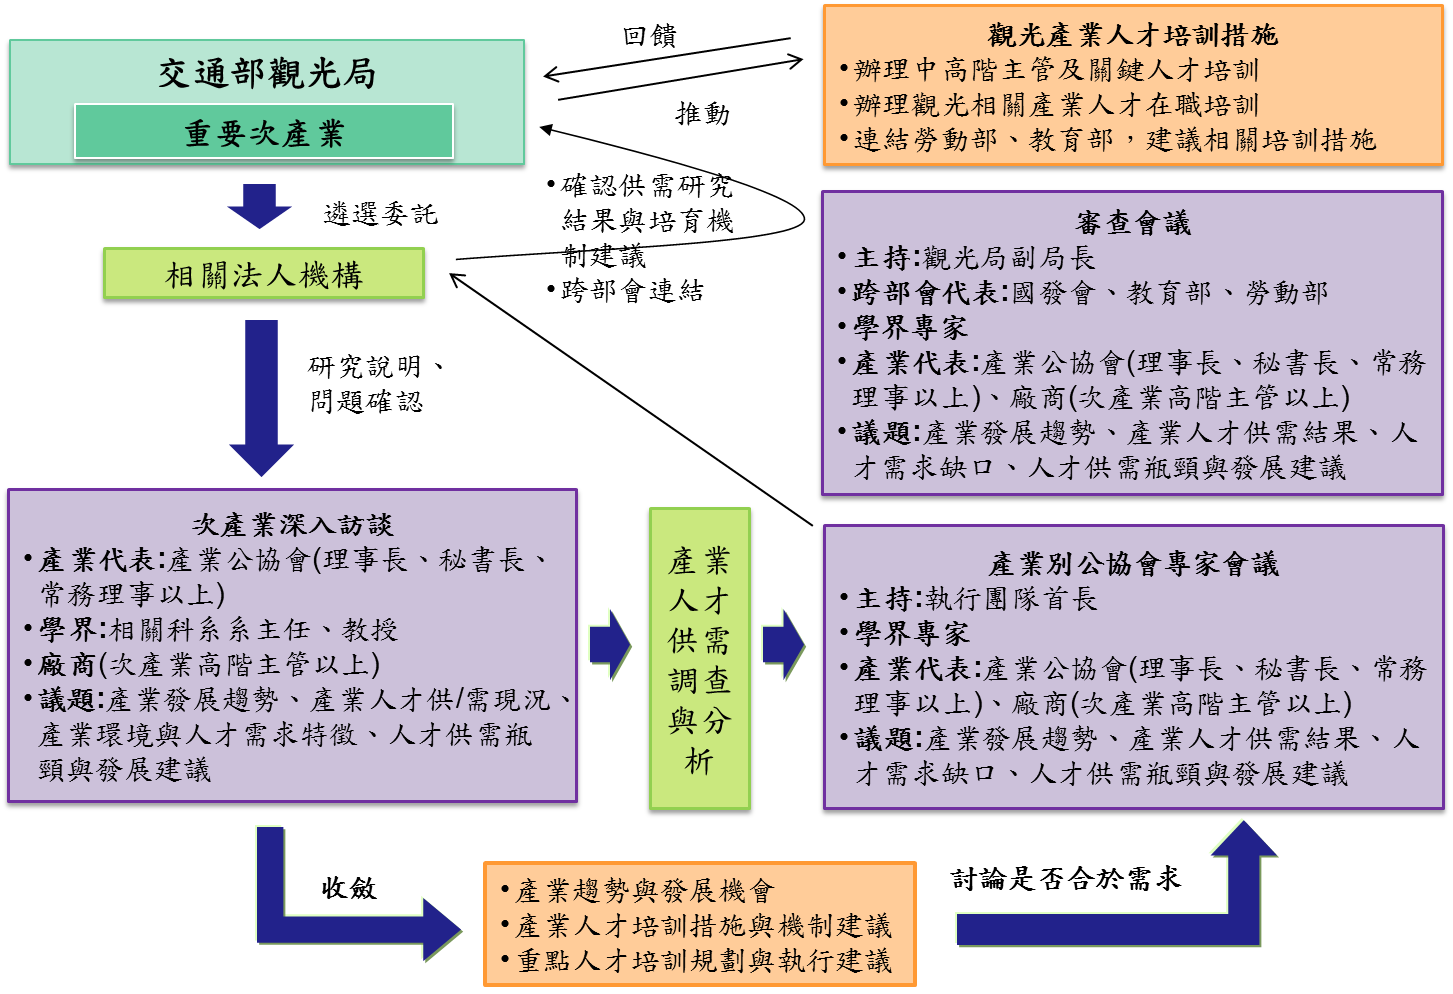 交通部觀光局
重要次產業
遴選委託
相關法人機構
研究說明、
問題確認
回饋
推動
•確認供需研究
結果與培育機
制建議
•跨部會連結
觀光產業人才培訓措施
•辦理中高階主管及關鍵人才培訓
•辦理觀光相關產業人才在職培訓
•連結勞動部、教育部，建議相關培訓措施
審查會議
•主持:觀光局副局長
•跨部會代表:國發會、教育部、勞動部
•學界專家
•產業代表:產業公協會(理事長、秘書長、常務
理事以上)、廠商(次產業高階主管以上)
•議題:產業發展趨勢、產業人才供需結果、人
才需求缺口、人才供需瓶頸與發展建議
次產業深入訪談
•產業代表:產業公協會(理事長、秘書長、
常務理事以上)
•學界:相關科系系主任、教授
•廠商(次產業高階主管以上)
•議題:產業發展趨勢、產業人才供/需現況、
產業環境與人才需求特徵、人才供需瓶
頸與發展建議
產業
人才
供需
調查
與分
析
產業別公協會專家會議
•主持:執行團隊首長
•學界專家
•產業代表:產業公協會(理事長、秘書長、常務
理事以上)、廠商(次產業高階主管以上)
•議題:產業發展趨勢、產業人才供需結果、人
才需求缺口、人才供需瓶頸與發展建議
收斂
•產業趨勢與發展機會
•產業人才培訓措施與機制建議
•重點人才培訓規劃與執行建議
討論是否合於需求